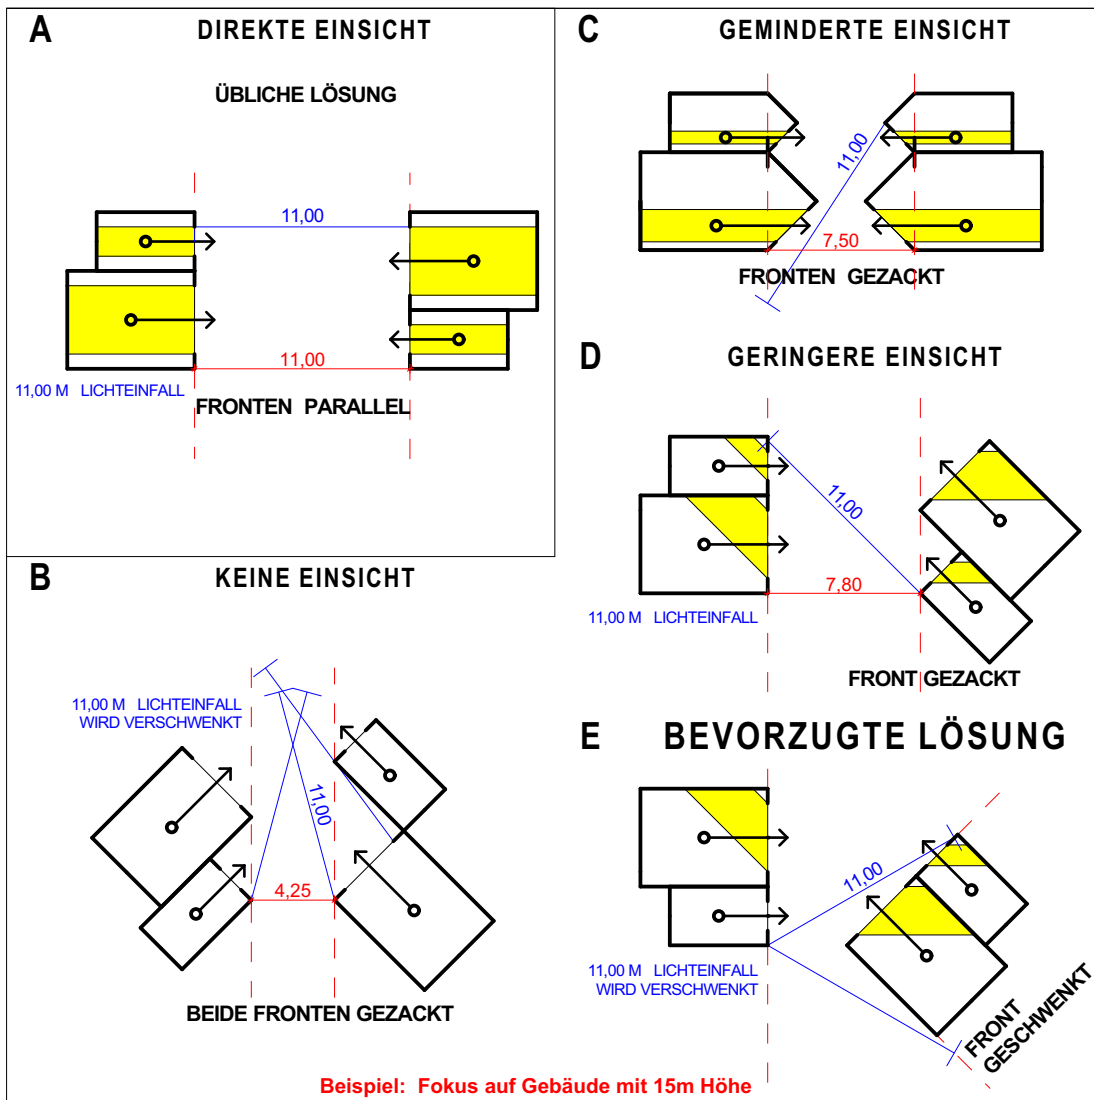 A DIREKTE EINSICHT
ÜBLICHE LÖSUNG
11,00
11,00
11,00 M LICHTEINFALL
FRONTEN PARALLEL
B KEINE EINSICHT
11,00 M LICHTEINFALL
WIRD VERSCHWENKT
11,00
4,25
BEIDE FRONTEN GEZACKT
C GEMINDERTE EINSICHT
11,00
7,50
FRONTEN GEZACKT
D GERINGERE EINSICHT
11,00
7,80
11,00 M LICHTEINFALL
FRONT GEZACKT
E BEVORZUGTE LÖSUNG
11,00
11,00 M LICHTEINFALL
WIRD VERSCHWENKT
FRONT
GESCHWENKT
Beispiel: Fokus auf Gebäude mit 15m Höhe